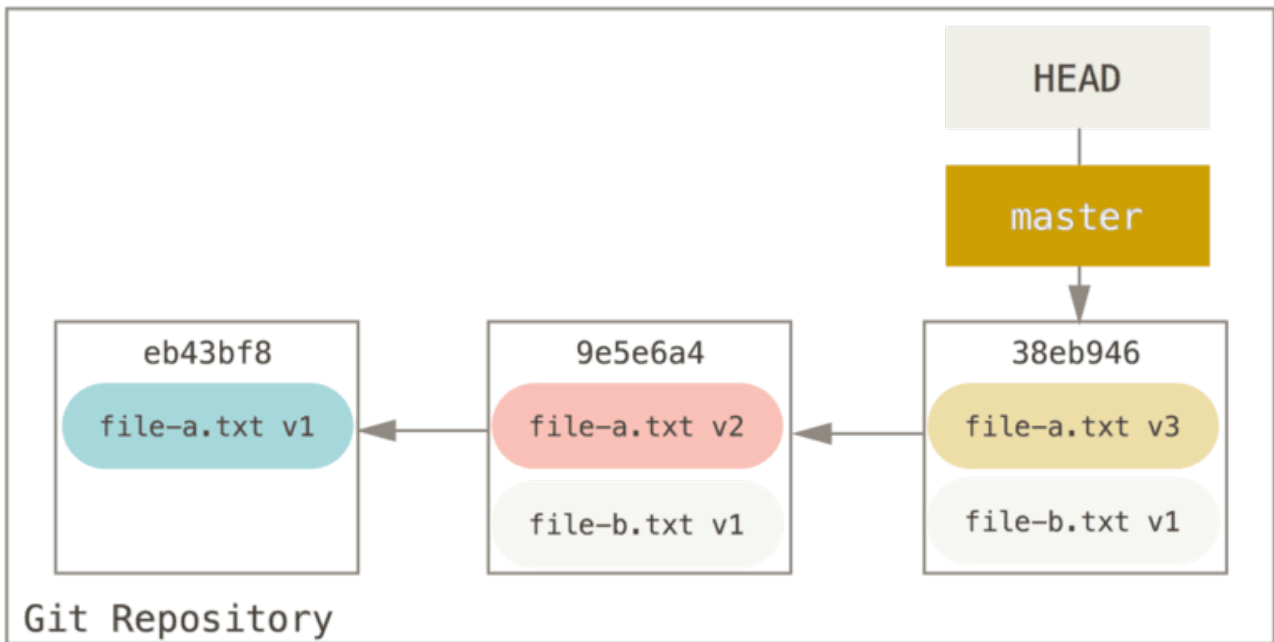 HEAD
master
eb43bf8
9e5e6a4
38eb946
file-a.txt v1
file-a.txt v2
file-a.txt v3
file-b.txt v1
file-b.txt v1
Git Repository